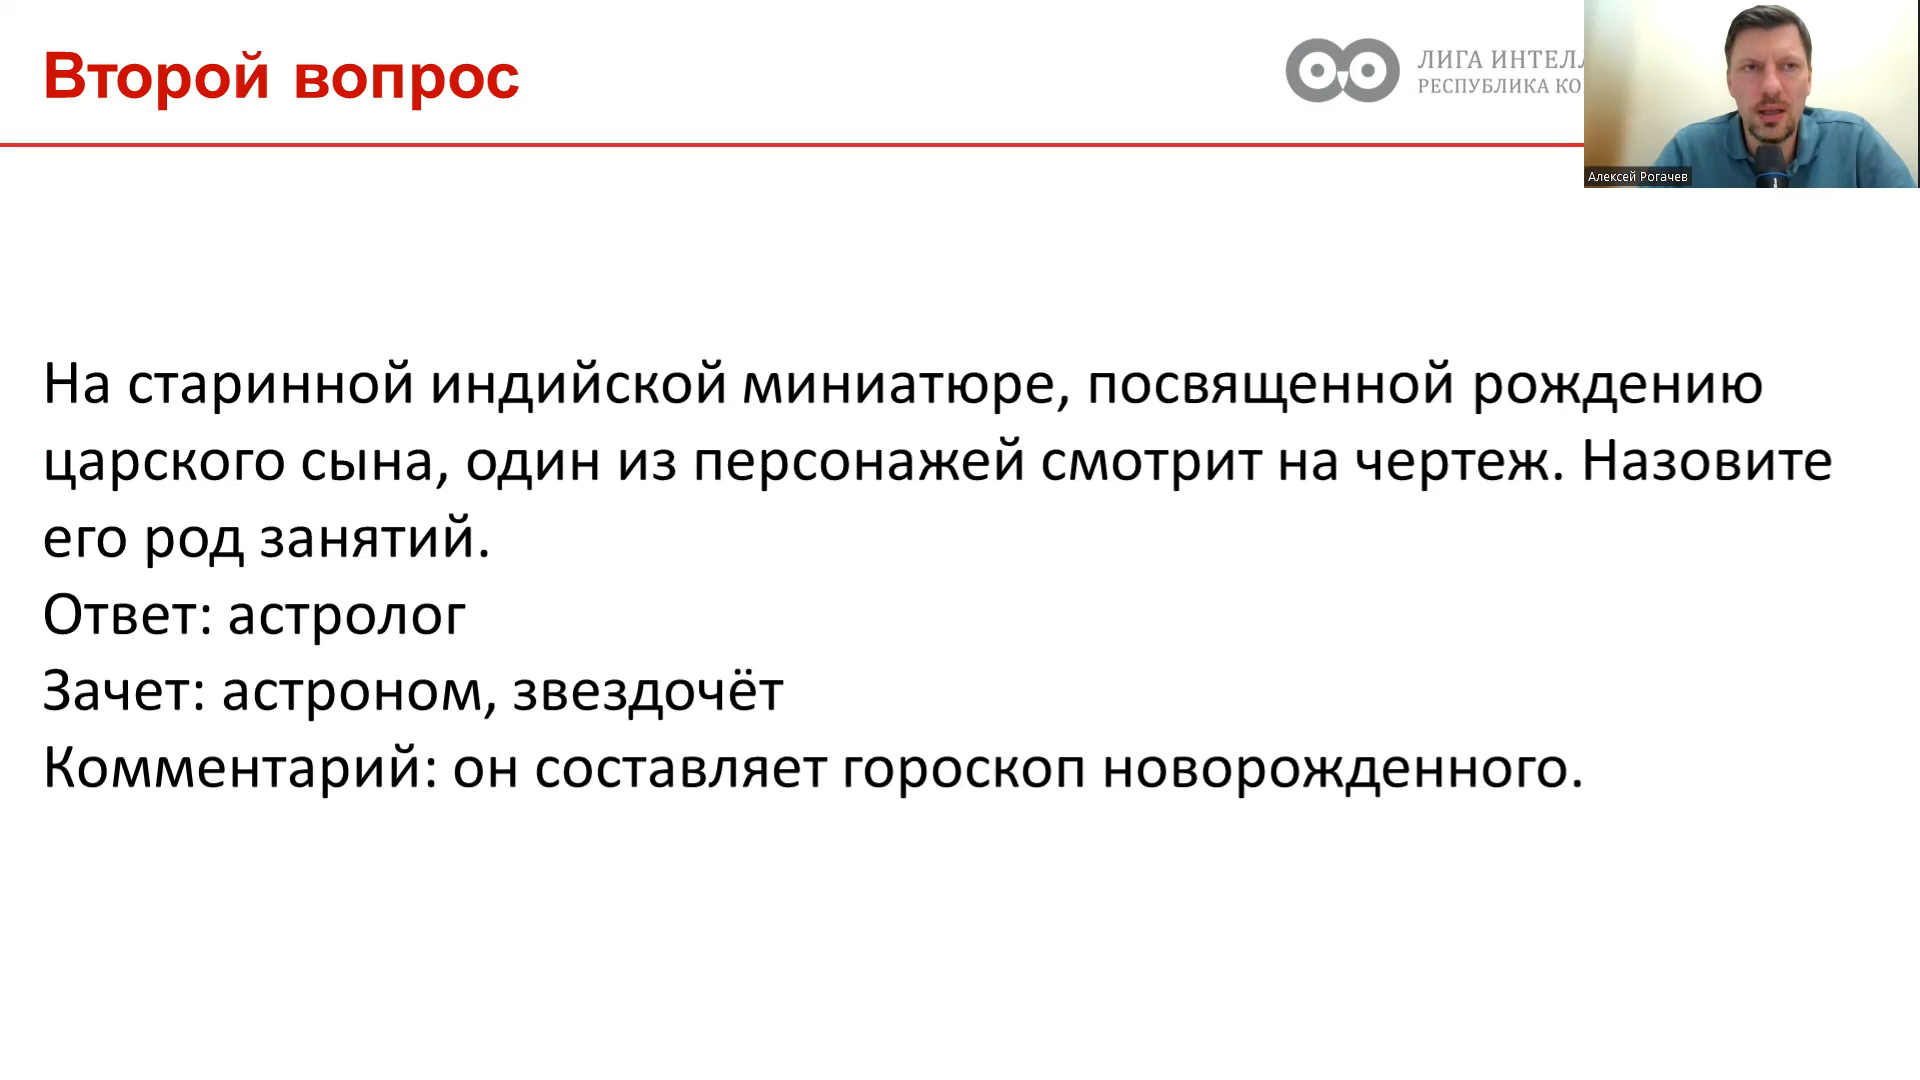 Второй вопрос
ЛИГА ИНТЕЛЛ
РЕСПУБЛИКА КО
Алексей Рогачев
На старинной индийской миниатюре, посвященной рождению
царского сына, один из персонажей смотрит на чертеж. Назовите
его род занятий.
Ответ: астролог
Зачет: астроном, звездочёт
Комментарий: он составляет гороскоп новорожденного.